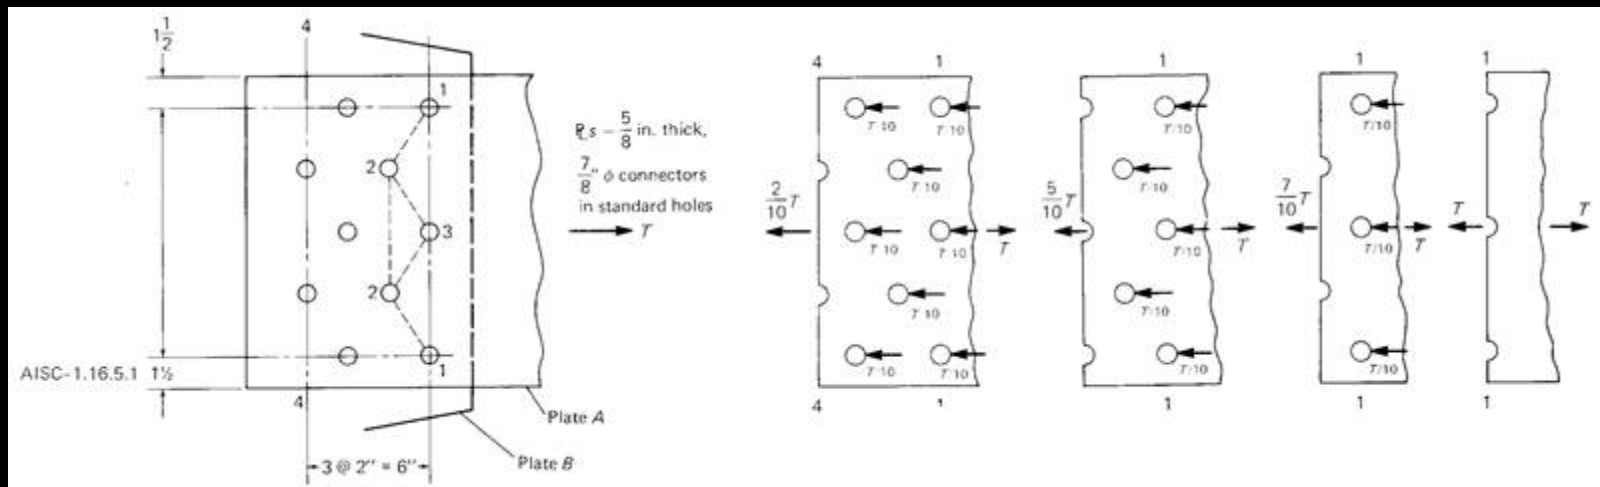 1 1/2
4
1
2
3
2
1
4
AISC-1.16.5.1 1½
3 @ 2" = 6"
Plate A
Plate B
℄s – 5/8 in. thick,
7/8" ϕ connectors
in standard holes
T
4 1
T/10 T/10
T/10
2/10 T
T/10 T/10 T
T/10
T/10 T/10
4 1
1
T/10
T/10
5/10 T
T/10 T
T/10
T/10
1
1
T/10
7/10 T
T/10 T
T/10
1
1
T T
1